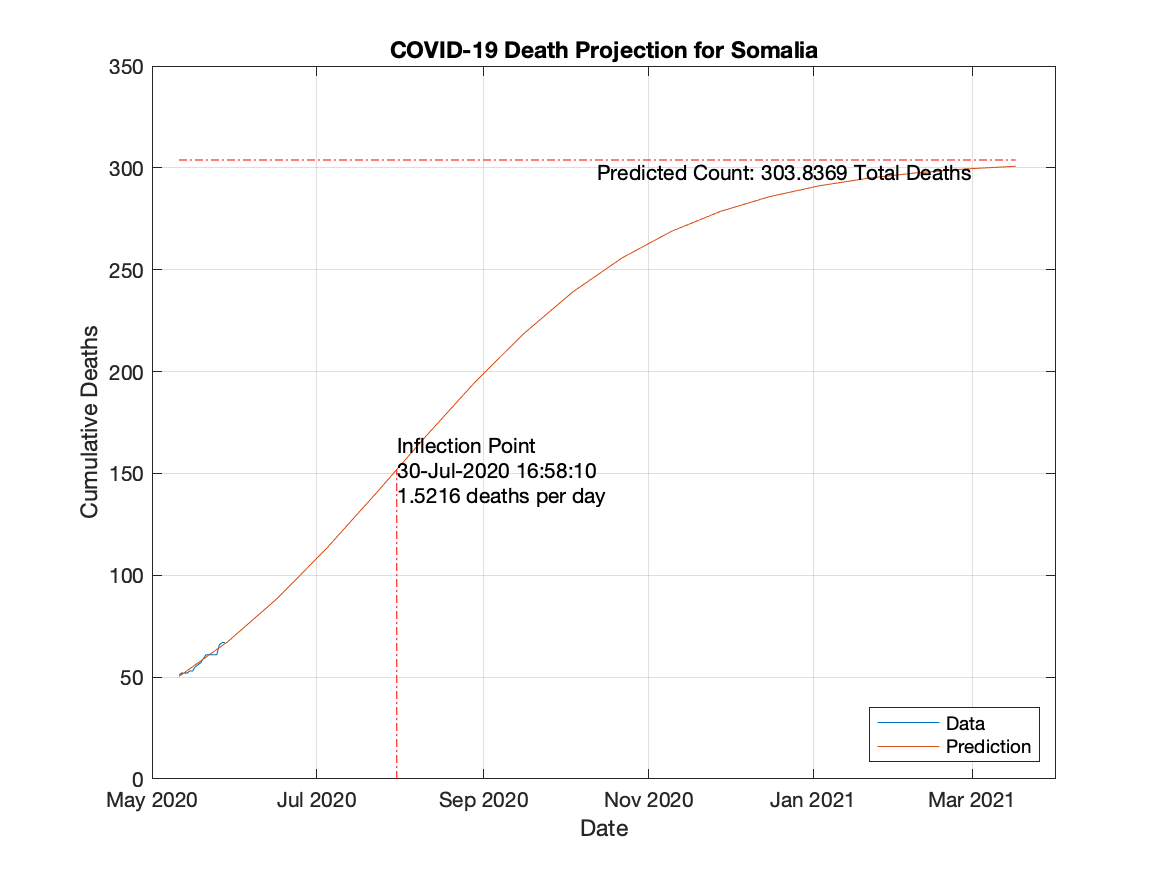 COVID-19 Death Projection for Somalia
350
300
250
200
150
100
50
0
Cumulative Deaths
Predicted Count: 303.8369 Total Deaths
Inflection Point
30-Jul-2020 16:58:10
1.5216 deaths per day
Data
Prediction
May 2020 Jul 2020 Sep 2020 Nov 2020 Jan 2021 Mar 2021
Date